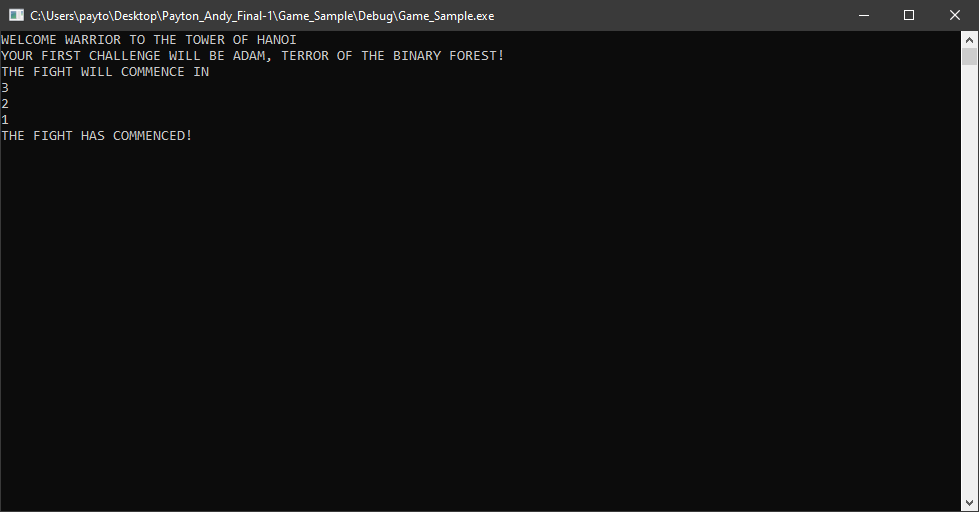 C:\Users\payto\Desktop\Payton_Andy_Final-1\Game_Sample\Debug\Game_Sample.exe
WELCOME WARRIOR TO THE TOWER OF HANOI
YOUR FIRST CHALLENGE WILL BE ADAM, TERROR OF THE BINARY FOREST!
THE FIGHT WILL COMMENCE IN
3
2
1
THE FIGHT HAS COMMENCED!